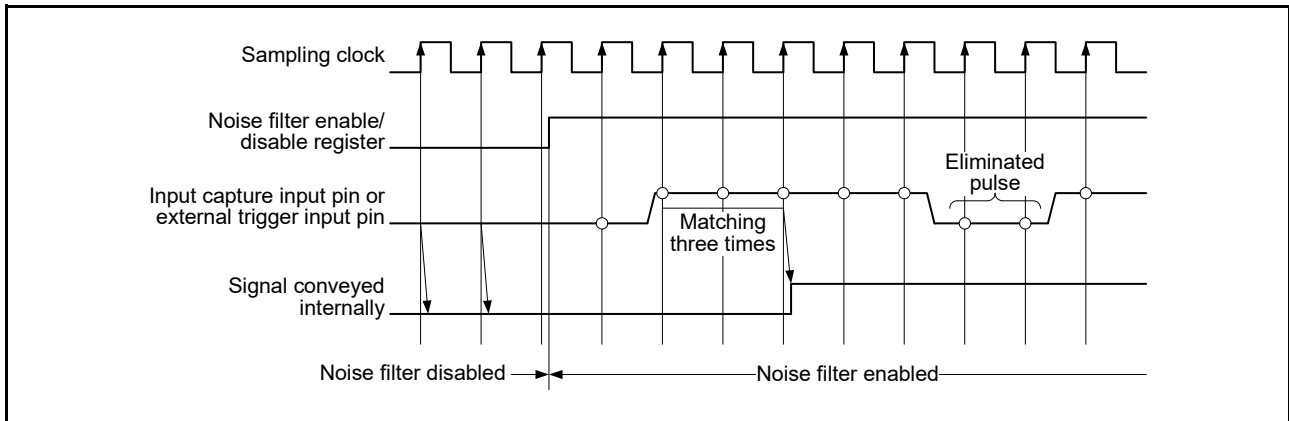 Sampling clock
Noise filter enable/
disable register
Eliminated
pulse
Input capture input pin or
external trigger input pin
Matching
three times
Signal conveyed
internally
Noise filter disabled
Noise filter enabled